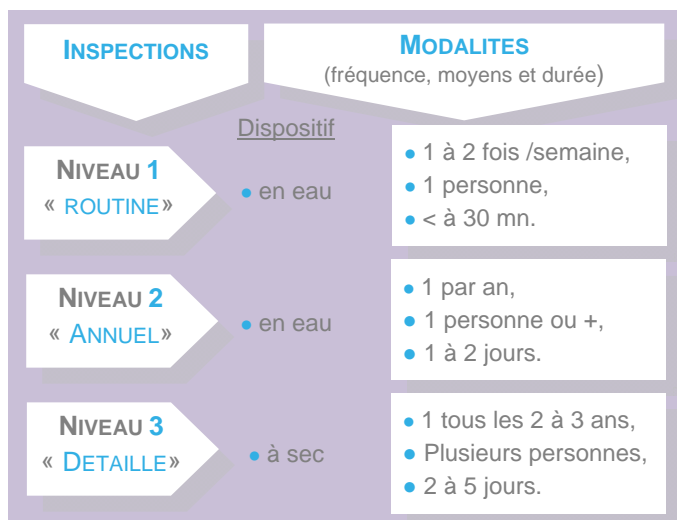 INSPECTIONS
MODALITES
(fréquence, moyens et durée)
Dispositif
NIVEAU 1
« ROUTINE»
• en eau
• 1 à 2 fois /semaine,
• 1 personne,
• < à 30 mn.
NIVEAU 2
« ANNUEL»
• en eau
• 1 par an,
• 1 personne ou +,
• 1 à 2 jours.
NIVEAU 3
« DETAILLE»
• à sec
• 1 tous les 2 à 3 ans,
• Plusieurs personnes,
• 2 à 5 jours.